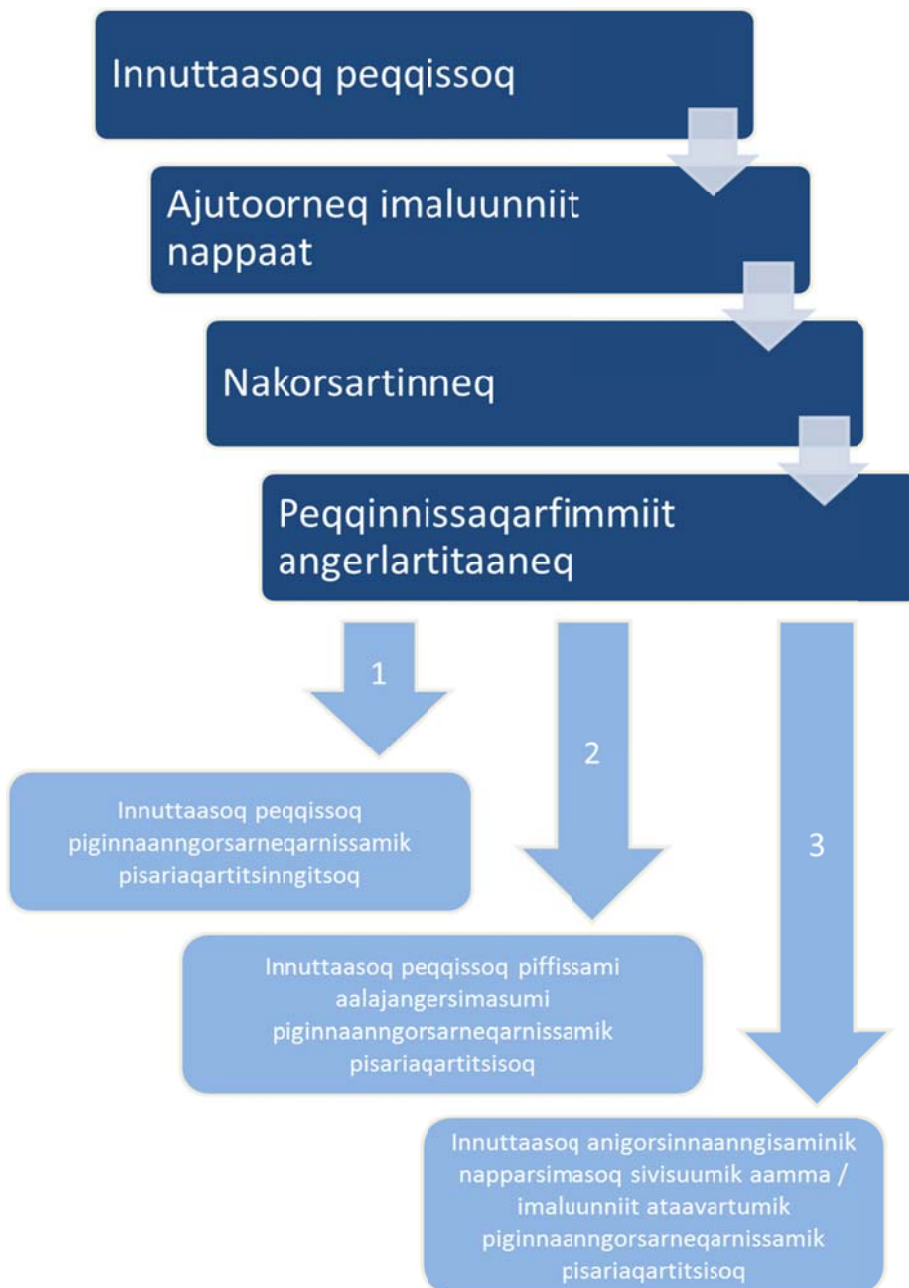 Innuttaasoq peqqissoq
Ajutoorneq imaluunniit
nappaat
Nakorsartinneq
Peqqinnissaqarfimmiit
angerlartitaaneq
1
2
3
Innuttaasoq peqqissoq
piginnaanngorsarneqarnissamik
pisariaqartitsinngitsoq
Innuttaasoq peqqissoq piffissami
aalajangersimasumi
piginnaanngorsarneqarnissamik
pisariaqartitsisoq
Innuttaasoq anigorsinnaanngisaminik
napparsimasoq sivisuumik aamma /
imaluunniit ataavartumik
piginnaanngorsarneqarnissamik
pisariaqartitsisoq